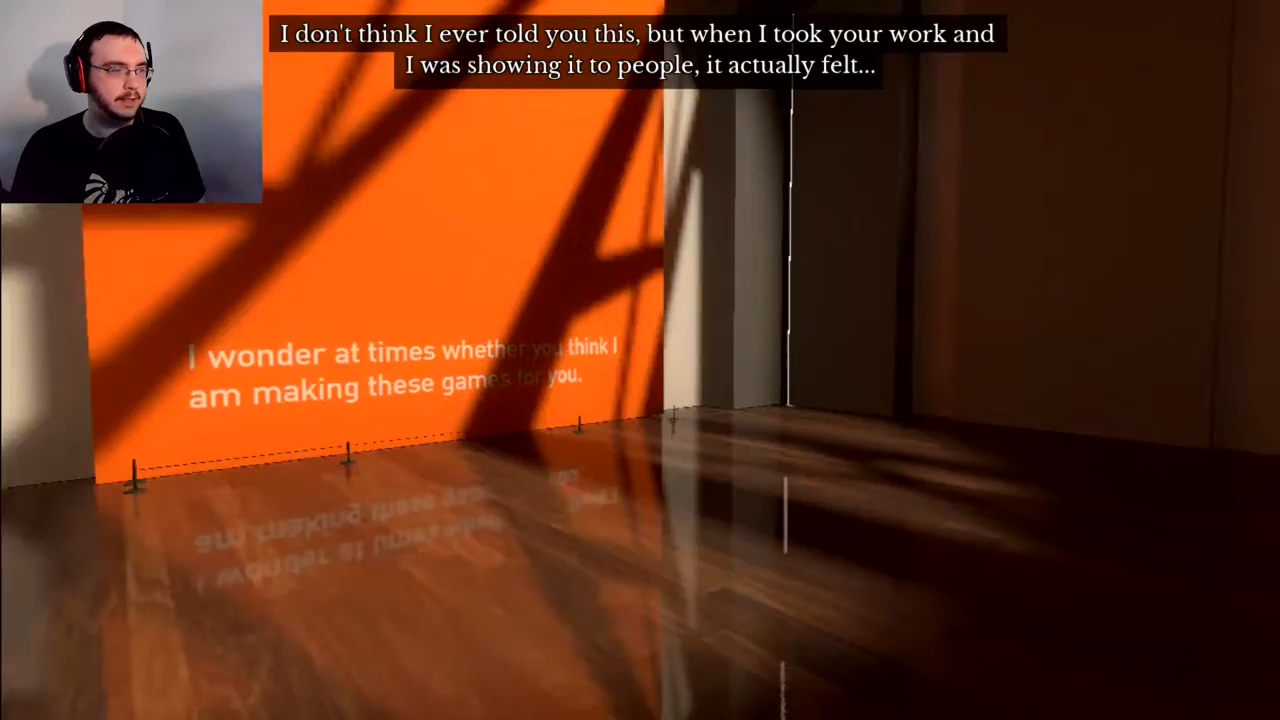 I don't think I ever told you this, but when I took your work and
I was showing it to people, it actually felt...
I wonder at times whether you think I
am making these games for you.